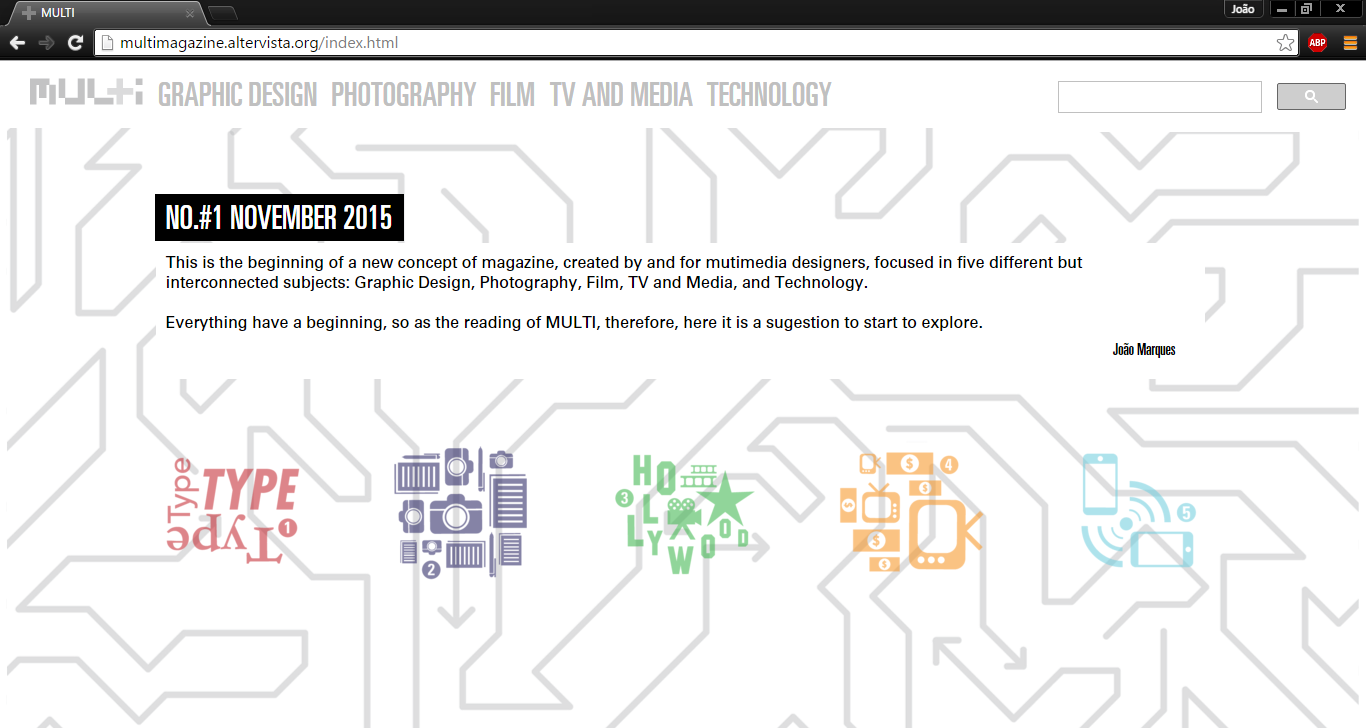 MULTI
João
multimagazine.altervista.org/index.html
ABP
MUL+i GRAPHIC DESIGN PHOTOGRAPHY FILM TV AND MEDIA TECHNOLOGY
NO.#1 NOVEMBER 2015
This is the beginning of a new concept of magazine, created by and for mutimedia designers, focused in five different but
interconnected subjects: Graphic Design, Photography, Film, TV and Media, and Technology.
Everything have a beginning, so as the reading of MULTI, therefore, here it is a sugestion to start to explore.
João Marques
Type
TYPE
Type
1
2
HO
3
LLYWOOD
$ 4
$ $
$
$
5